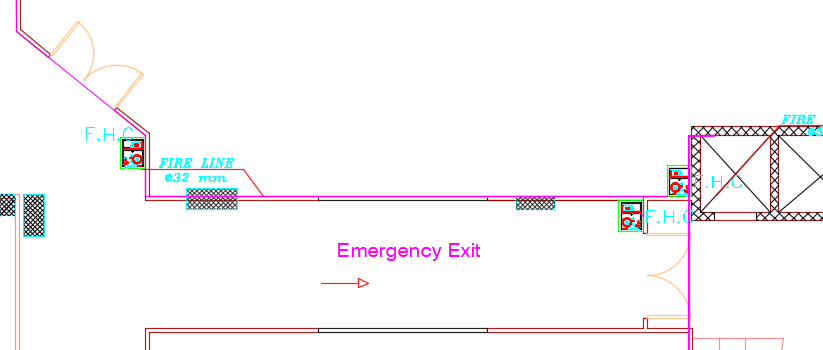 F.H.C
FIRE LINE
ø32 mm
FIRE
F.H.C
F.H.C
Emergency Exit